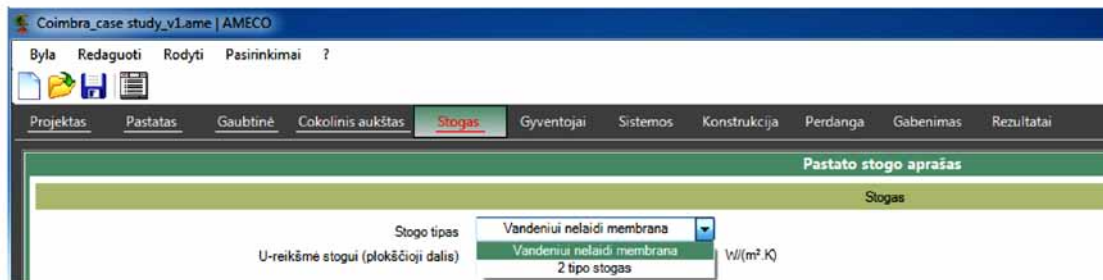 Coimbra_case study_v1.ame | AMECO
Byla Redaguoti Rodyti Pasirinkimai ?
Projektas Pastatas Gaubtinė Cokolinis aukštas Stogas Gyventojai Sistemos Konstrukcija Perdanga Gabenimas Rezultatai
Pastato stogo aprašas
Stogas
Stogo tipas Vandeniui nelaidi membrana
U-reikšmė stogui (plokščioji dalis) Vandeniui nelaidi membrana W/(m².K)
2 tipo stogas